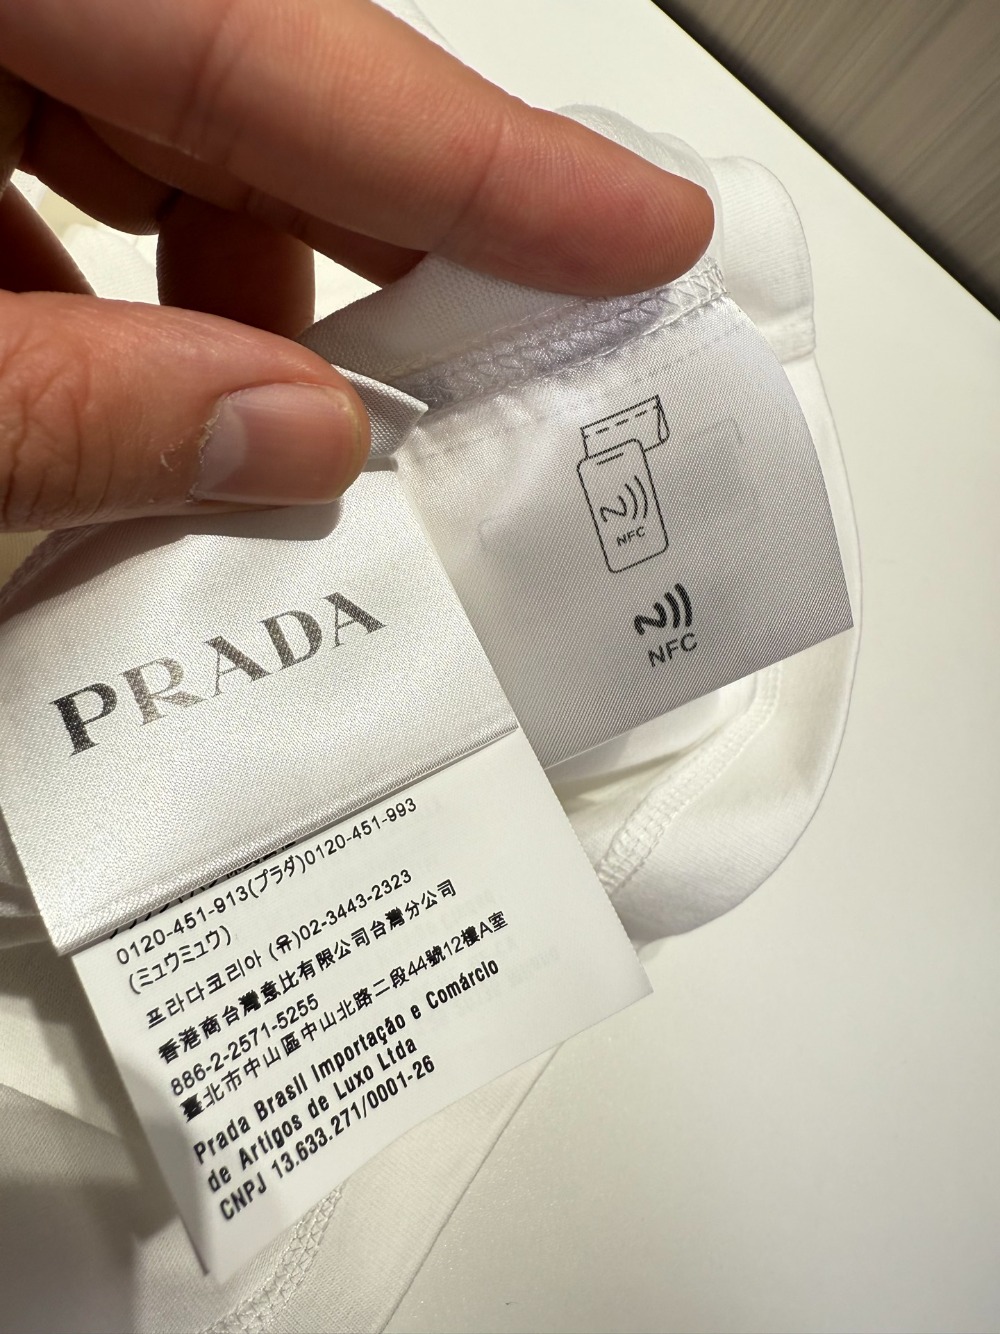 NFC
NFC
PRADA
0120-451-913(プラダ)0120-451-993
(ミュウミュウ)
프라다코리아 (유)02-3443-2323
香港商台灣意比有限公司台灣分公司
886-2-2571-5255
臺北市中山區中山北路二段44號12樓A室
Prada Brasil Importação e Comárcio
de Artigos de Luxo Ltda
CNPJ 13.633.271/0001-26